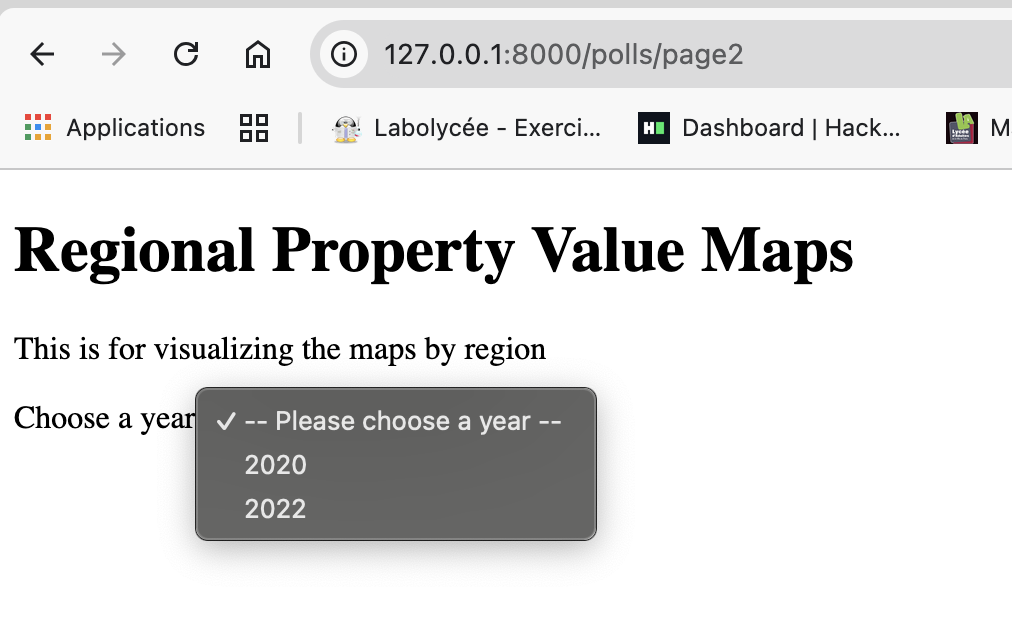 127.0.0.1:8000/polls/page2
Applications Labolycée - Exerci... Dashboard | Hack...
Regional Property Value Maps
This is for visualizing the maps by region
Choose a year ✓ -- Please choose a year --
2020
2022